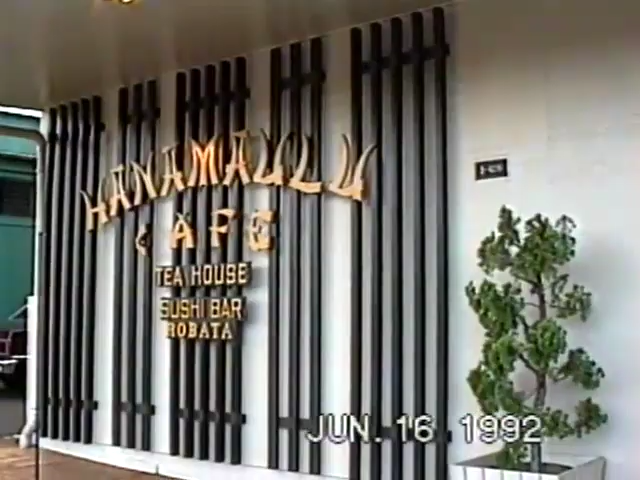 HANAMAULU
CAFE
TEA HOUSE
SUSHI BAR
ROBATA
JUN. 16 1992